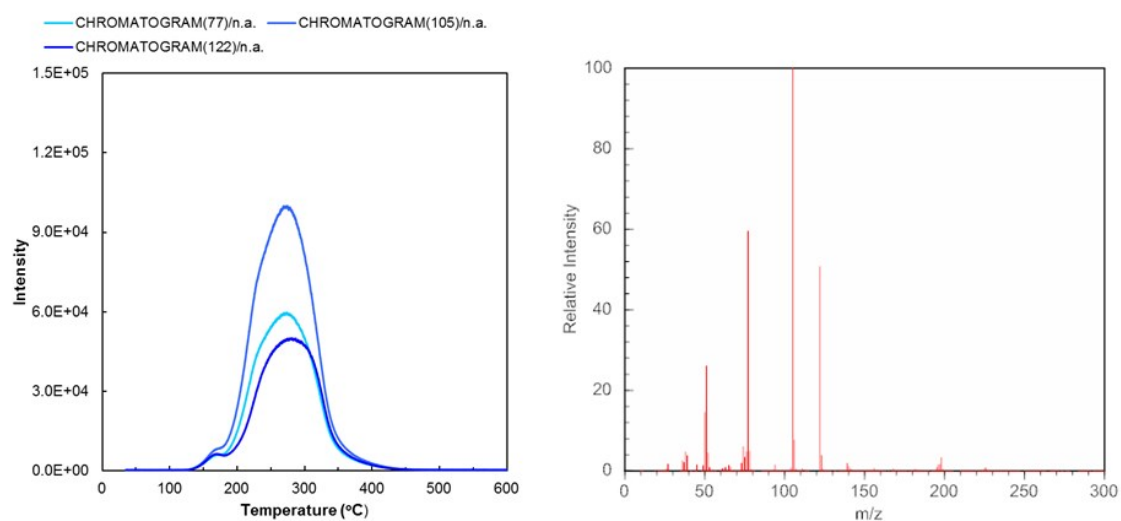 CHROMATOGRAM(77)/n.a. CHROMATOGRAM(105)/n.a.
CHROMATOGRAM(122)/n.a.
1.5E+05
1.2E+05
9.0E+04
6.0E+04
3.0E+04
0.0E+00
Intensity
0 100 200 300 400 500 600
Temperature (oC)
100
80
60
40
20
0
Relative Intensity
0 50 100 150 200 250 300
m/z